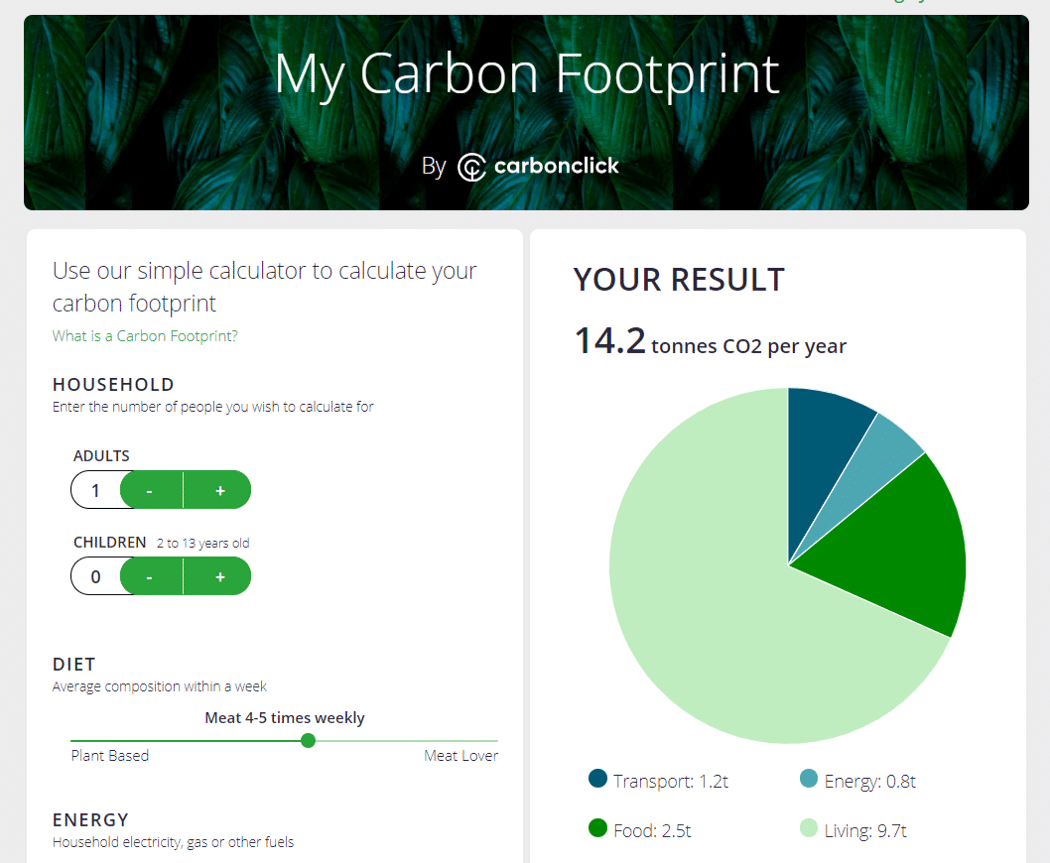 My Carbon Footprint
By carbonclick
Use our simple calculator to calculate your
carbon footprint
What is a Carbon Footprint?
HOUSEHOLD
Enter the number of people you wish to calculate for
ADULTS
1 - +
CHILDREN 2 to 13 years old
0 - +
DIET
Average composition within a week
Meat 4-5 times weekly
Plant Based Meat Lover
ENERGY
Household electricity, gas or other fuels
YOUR RESULT
14.2 tonnes CO2 per year
Transport: 1.2t Energy: 0.8t
Food: 2.5t Living: 9.7t